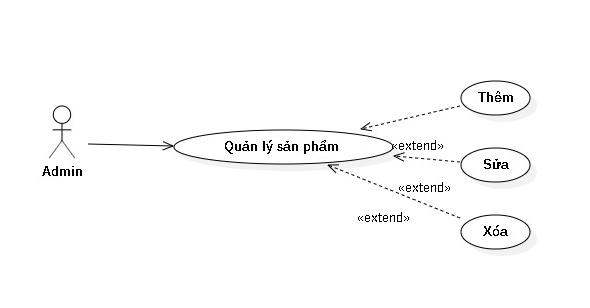 Thêm
Quản lý sản phẩm
«extend»
Sửa
Admin
«extend»
«extend»
Xóa